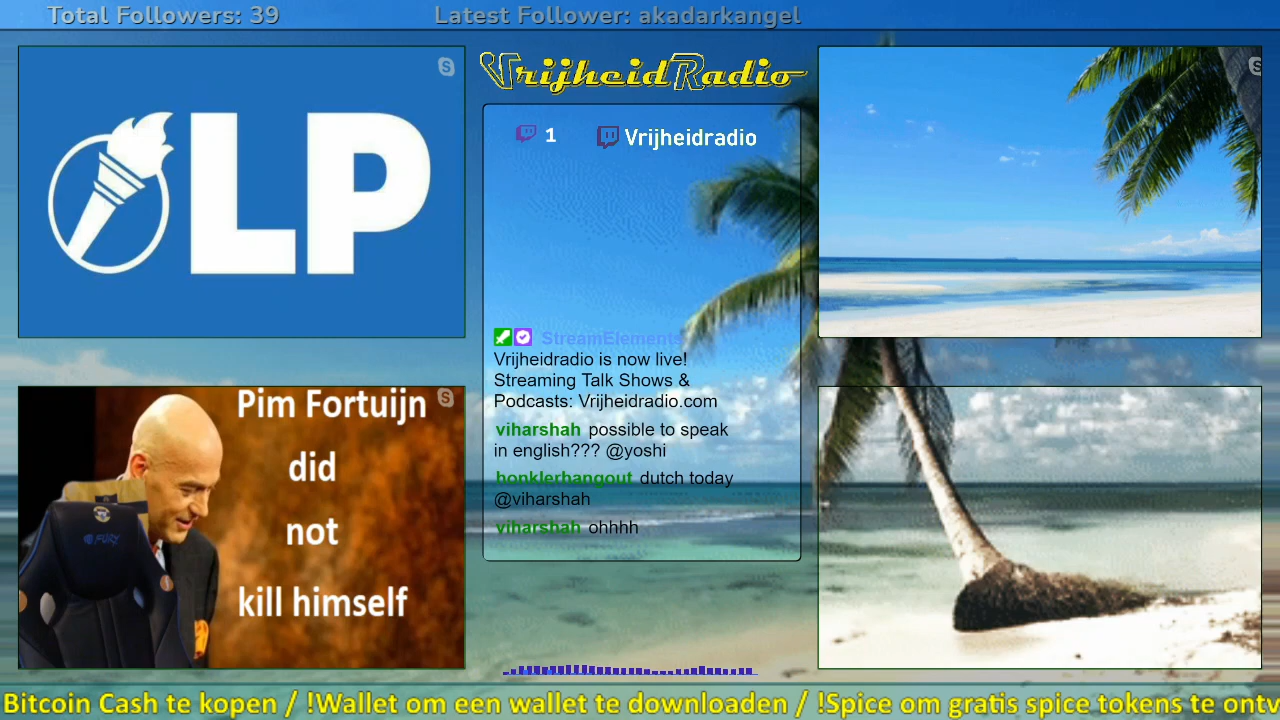 Total Followers: 39
Latest Follower: akadarkangel
LP
VrijheidRadio
1
Vrijheidradio
StreamElements
Vrijheidradio is now live!
Streaming Talk Shows &
Podcasts: Vrijheidradio.com
viharshah possible to speak
in english??? @yoshi
honklerhangout dutch today
@viharshah
viharshah ohhhh
Pim Fortuijn
did
not
kill himself
FURY
Bitcoin Cash te kopen / !Wallet om een wallet te downloaden / !Spice om gratis spice tokens te ontv